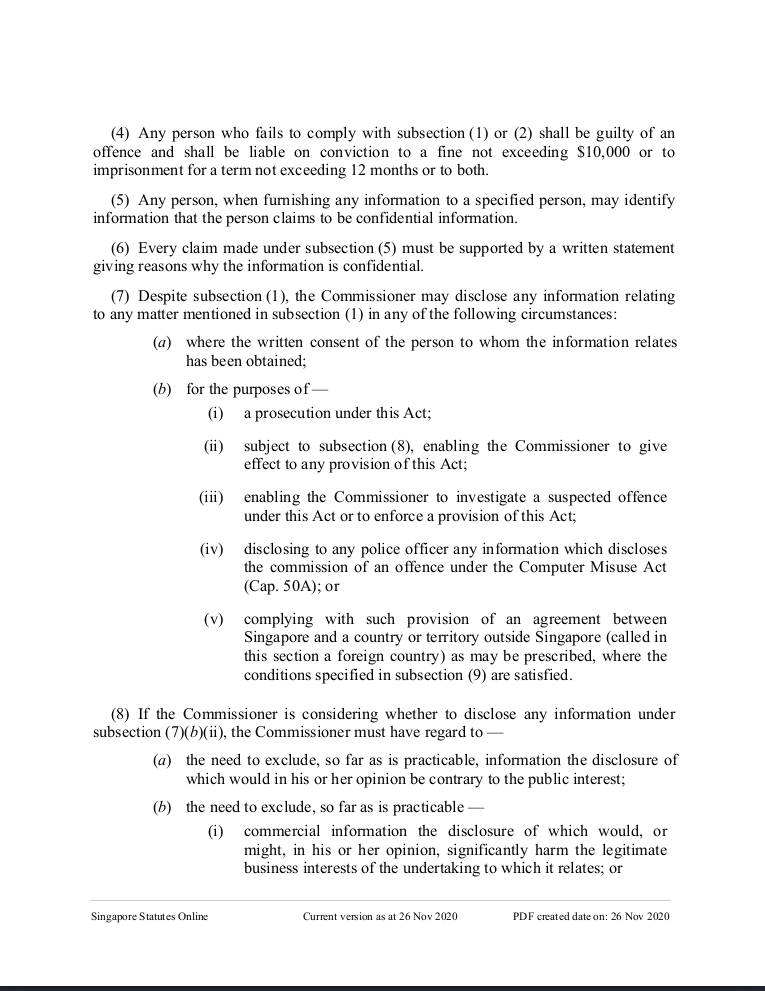 (4) Any person who fails to comply with subsection (1) or (2) shall be guilty of an
offence and shall be liable on conviction to a fine not exceeding $10,000 or to
imprisonment for a term not exceeding 12 months or to both.
(5) Any person, when furnishing any information to a specified person, may identify
information that the person claims to be confidential information.
(6) Every claim made under subsection (5) must be supported by a written statement
giving reasons why the information is confidential.
(7) Despite subsection (1), the Commissioner may disclose any information relating
to any matter mentioned in subsection (1) in any of the following circumstances:
(a) where the written consent of the person to whom the information relates
has been obtained;
(b) for the purposes of —
(i) a prosecution under this Act;
(ii) subject to subsection (8), enabling the Commissioner to give
effect to any provision of this Act;
(iii) enabling the Commissioner to investigate a suspected offence
under this Act or to enforce a provision of this Act;
(iv) disclosing to any police officer any information which discloses
the commission of an offence under the Computer Misuse Act
(Cap. 50A); or
(v) complying with such provision of an agreement between
Singapore and a country or territory outside Singapore (called in
this section a foreign country) as may be prescribed, where the
conditions specified in subsection (9) are satisfied.
(8) If the Commissioner is considering whether to disclose any information under
subsection (7)(b)(ii), the Commissioner must have regard to —
(a) the need to exclude, so far as is practicable, information the disclosure of
which would in his or her opinion be contrary to the public interest;
(b) the need to exclude, so far as is practicable —
(i) commercial information the disclosure of which would, or
might, in his or her opinion, significantly harm the legitimate
business interests of the undertaking to which it relates; or
Singapore Statutes Online Current version as at 26 Nov 2020 PDF created date on: 26 Nov 2020